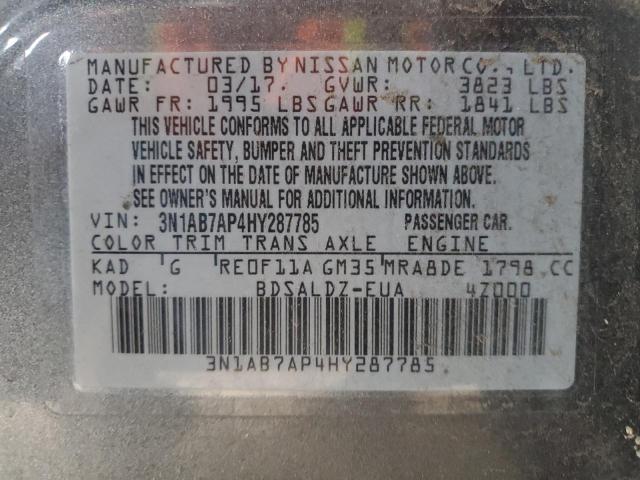 MANUFACTURED BY NISSAN MOTOR CO., LTD.
DATE: 03/17. GVWR: 3823 LBS
GAWR FR: 1995 LBS GAWR RR: 1841 LBS
THIS VEHICLE CONFORMS TO ALL APPLICABLE FEDERAL MOTOR
VEHICLE SAFETY, BUMPER AND THEFT PREVENTION STANDARDS
IN EFFECT ON THE DATE OF MANUFACTURE SHOWN ABOVE.
SEE OWNER'S MANUAL FOR ADDITIONAL INFORMATION.
VIN: 3N1AB7AP4HY287785 PASSENGER CAR.
COLOR TRIM TRANS AXLE ENGINE
KAD G RE0F11A GM35 MRA8DE 1798 CC
MODEL: BDSALDZ-EUA 4Z000
3N1AB7AP4HY287785